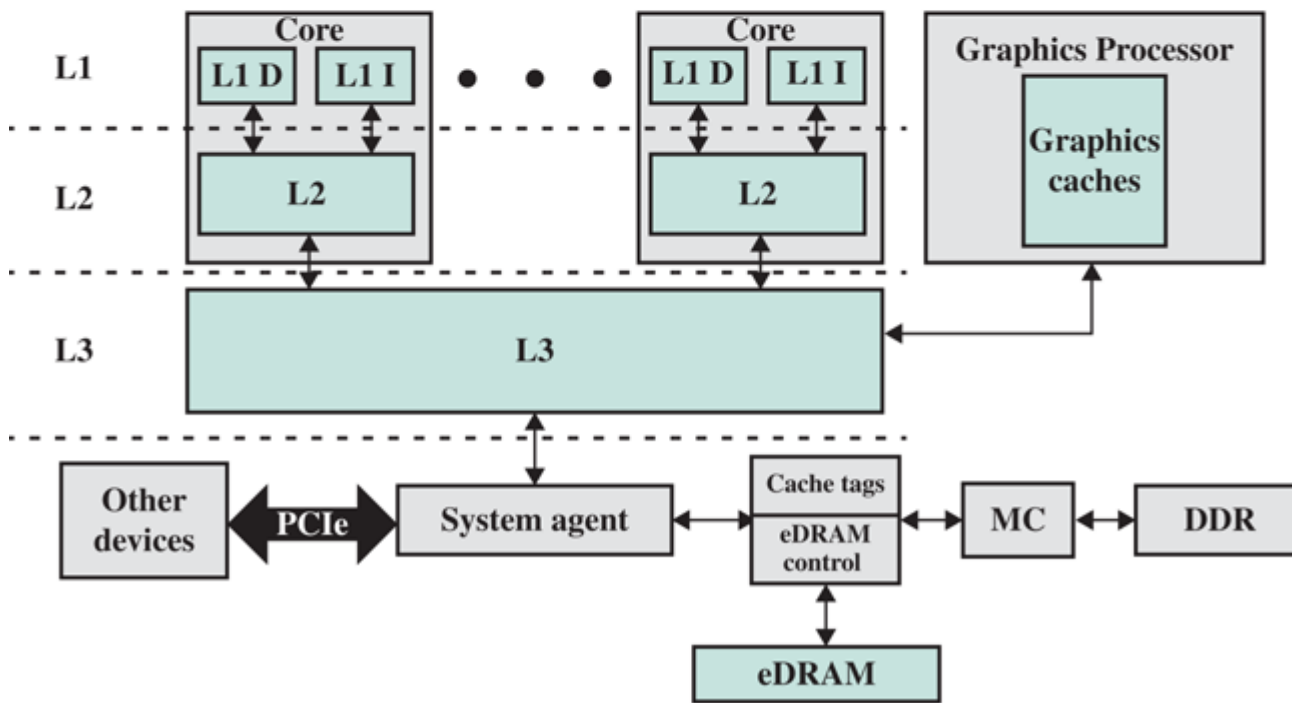 L1
Core
L1 D
L1 I
Core
L1 D
L1 I
Graphics Processor
Graphics
caches
L2
L2
L2
L3
L3
Other
devices
PCIe
System agent
Cache tags
eDRAM
control
MC
DDR
eDRAM